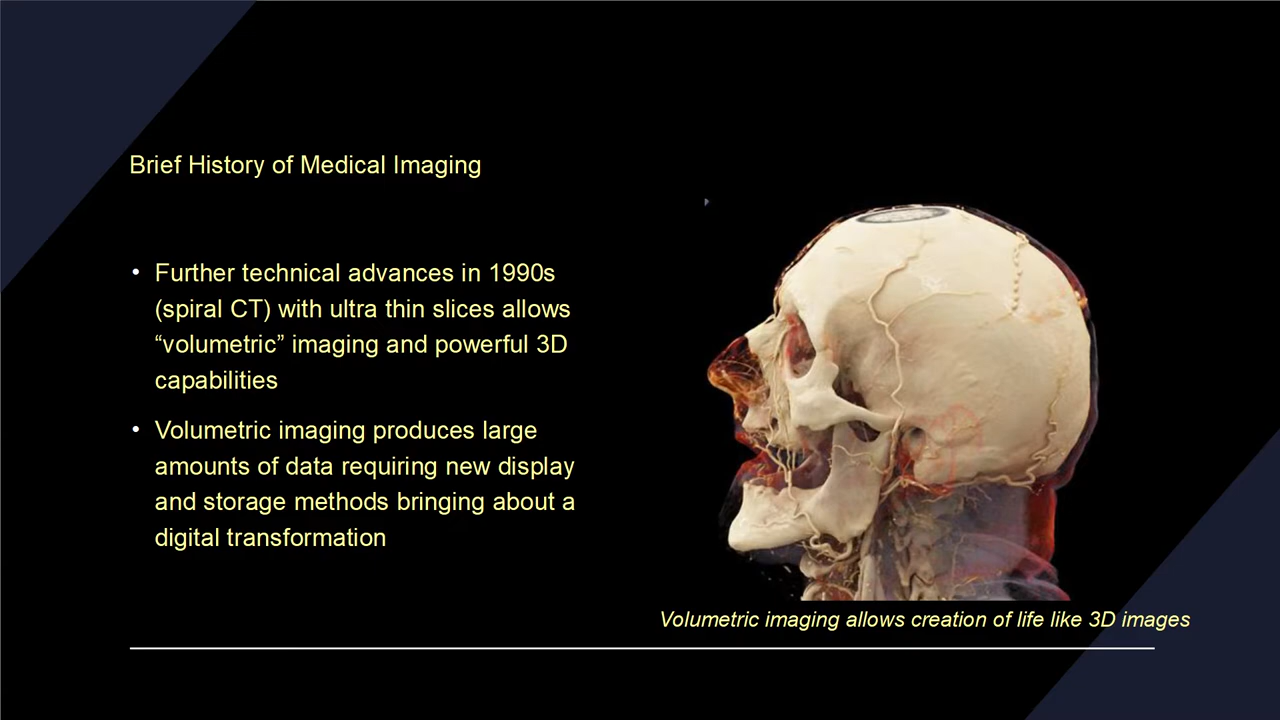 Brief History of Medical Imaging
• Further technical advances in 1990s
(spiral CT) with ultra thin slices allows
“volumetric” imaging and powerful 3D
capabilities
• Volumetric imaging produces large
amounts of data requiring new display
and storage methods bringing about a
digital transformation
Volumetric imaging allows creation of life like 3D images